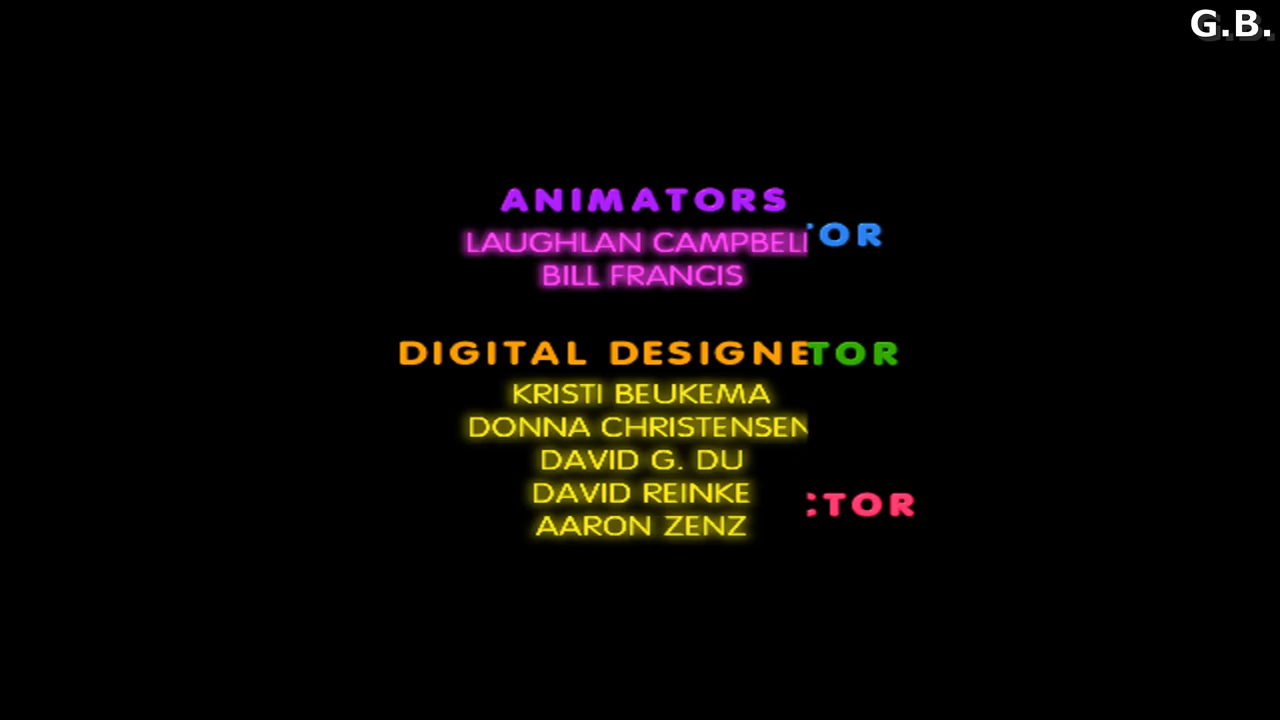 G.B.
ANIMATORS
OR
LAUGHLAN CAMPBELL
BILL FRANCIS
DIGITAL DESIGNE
TOR
KRISTI BEUKEMA
DONNA CHRISTENSEN
DAVID G. DU
DAVID REINKE
TOR
AARON ZENZ